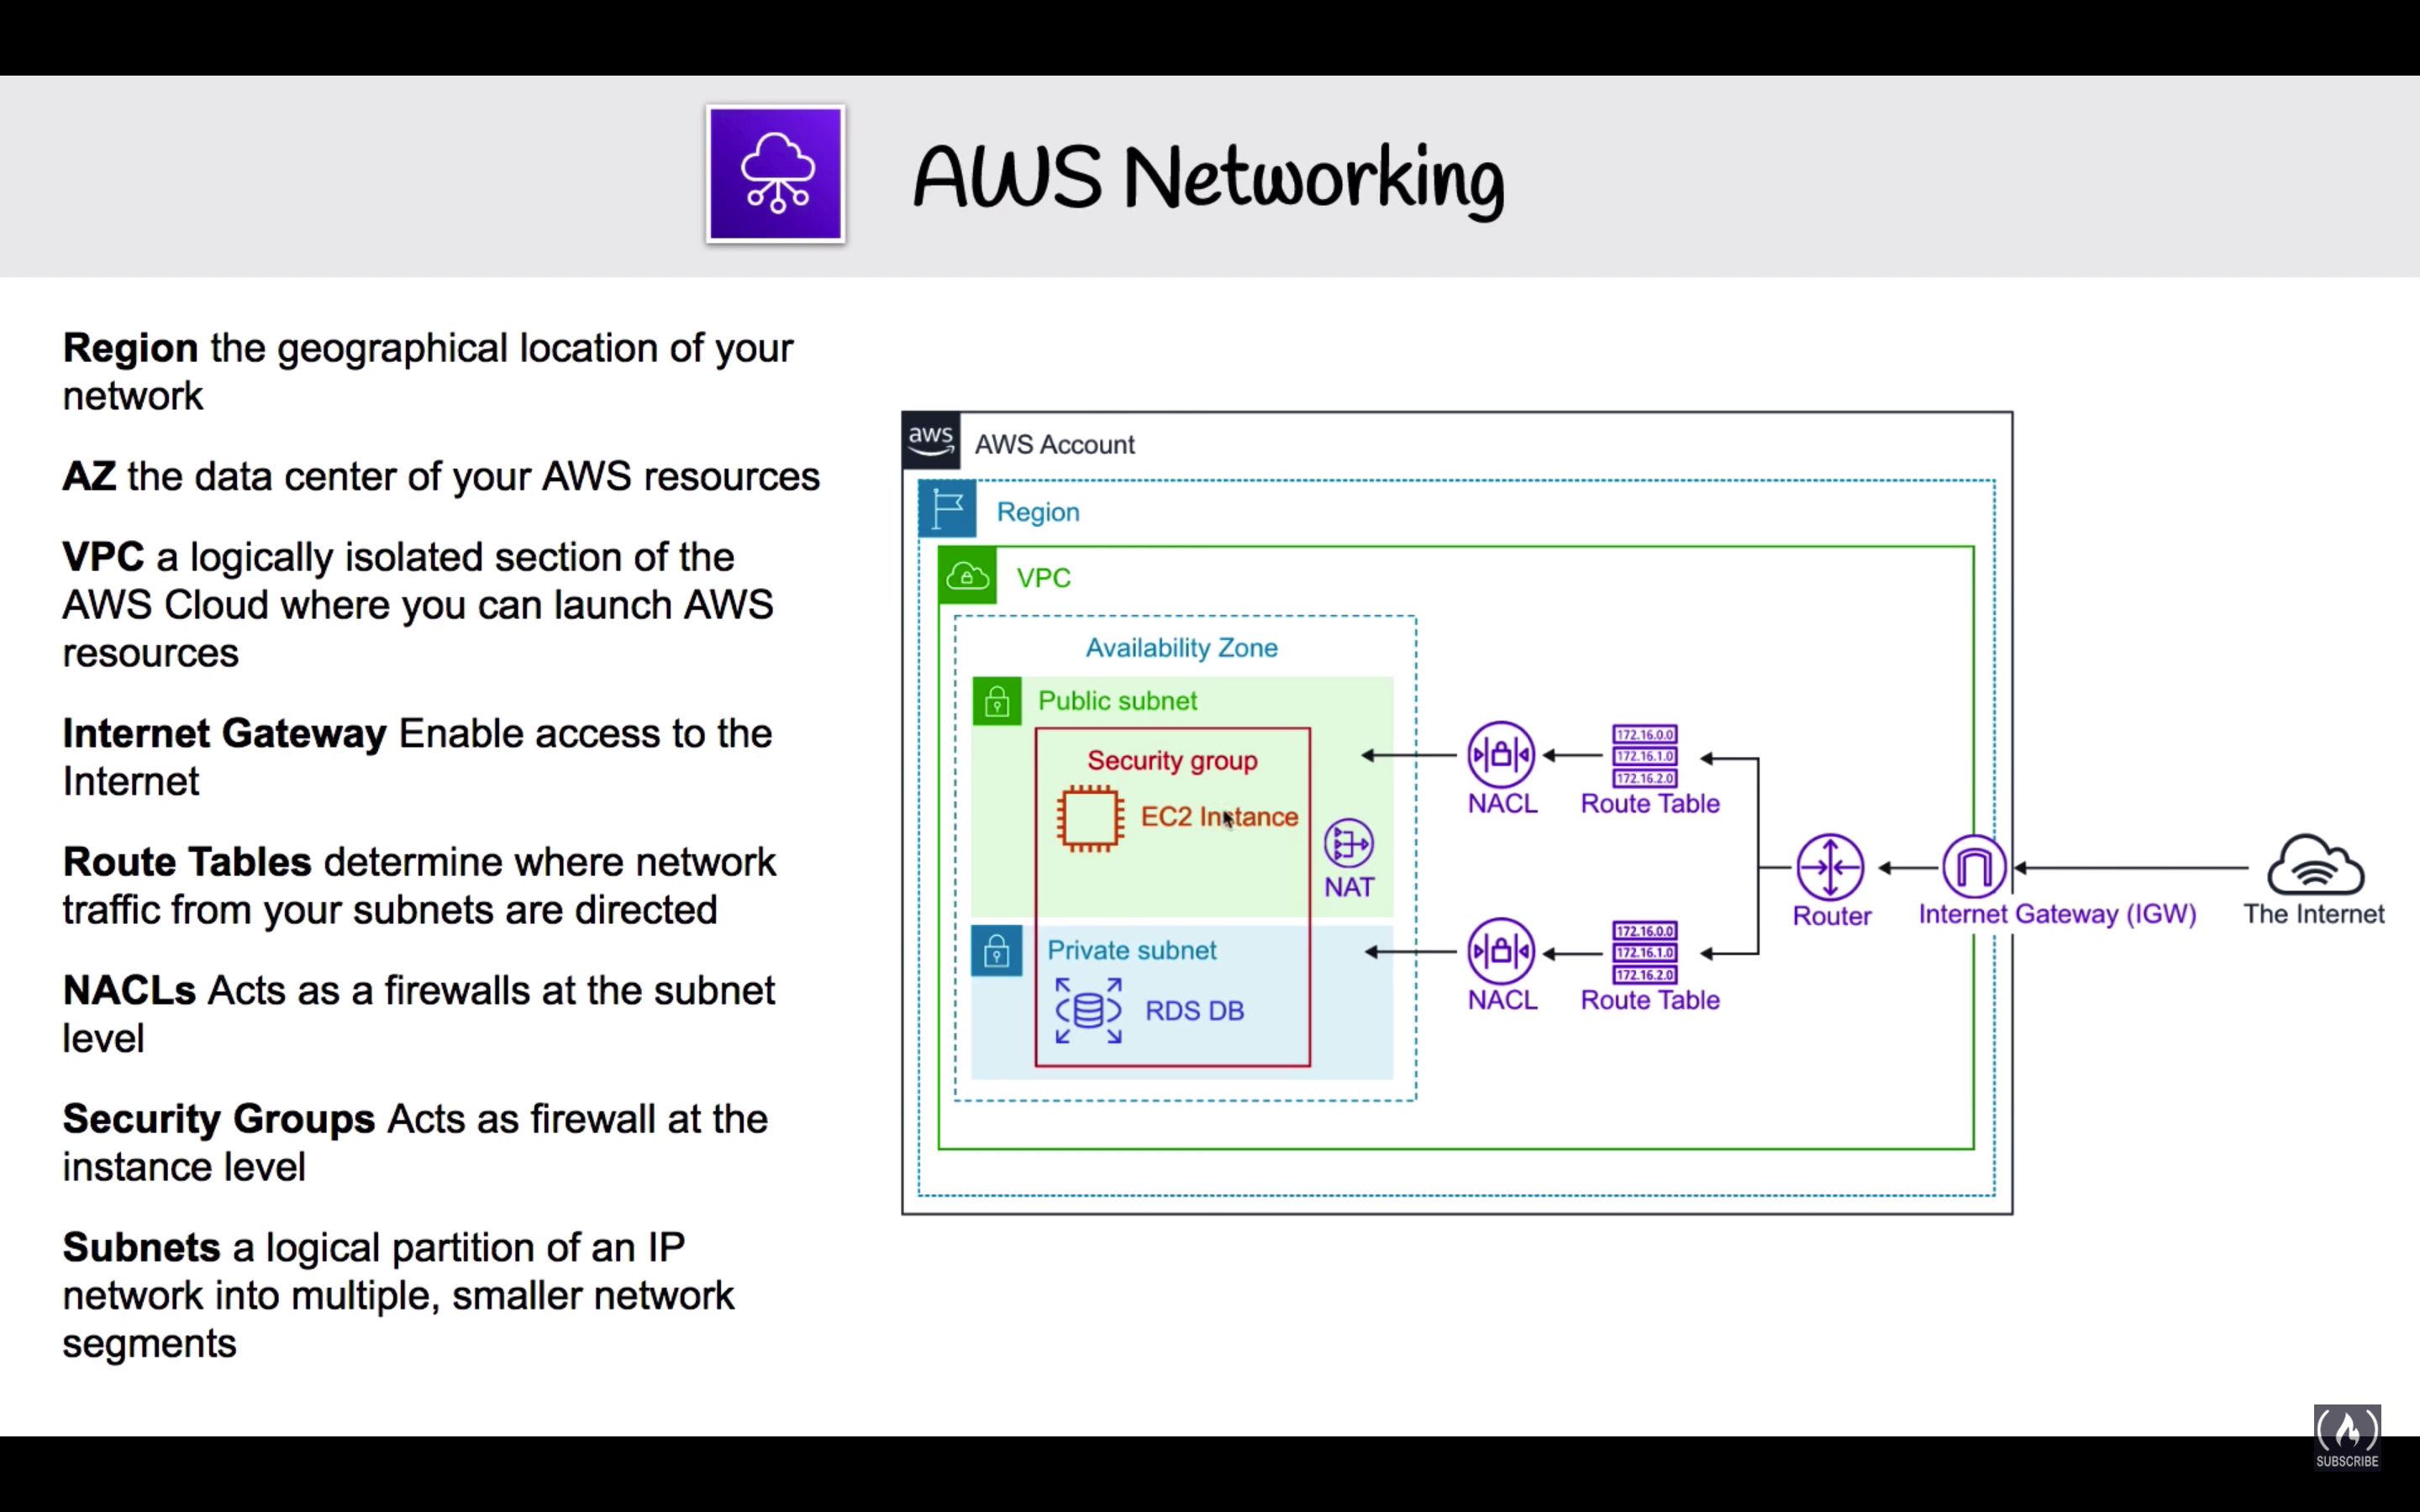 AWS Networking
Region the geographical location of your
network
AZ the data center of your AWS resources
VPC a logically isolated section of the
AWS Cloud where you can launch AWS
resources
Internet Gateway Enable access to the
Internet
Route Tables determine where network
traffic from your subnets are directed
NACLs Acts as a firewalls at the subnet
level
Security Groups Acts as firewall at the
instance level
Subnets a logical partition of an IP
network into multiple, smaller network
segments
aws
AWS Account
Region
VPC
Availability Zone
Public subnet
Security group
EC2 Instance
NAT
Private subnet
RDS DB
NACL
172.16.0.0
172.16.1.0
172.16.2.0
Route Table
NACL
172.16.0.0
172.16.1.0
172.16.2.0
Route Table
Router
Internet Gateway (IGW)
The Internet
SUBSCRIBE